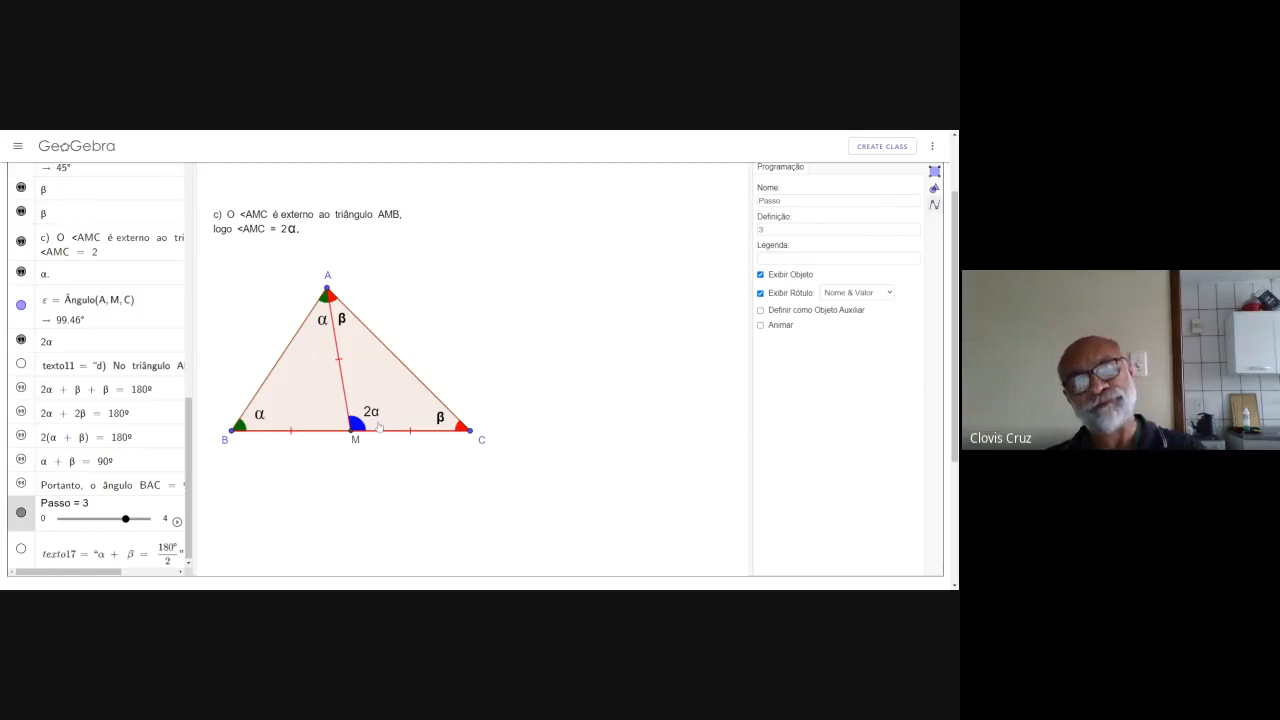 GeoGebra
CREATE CLASS
→ 45°
β
β
c) O <AMC é externo ao tri
<AMC = 2
α.
ε = Ângulo(A, M, C)
→ 99.46°
2α
texto11 = “d) No triângulo A
2α + β + β = 180º
2α + 2β = 180º
2(α + β) = 180º
α + β = 90º
Portanto, o ângulo BAC = 9
Passo = 3
0
4
texto17 = “α + β = 180°/2”
c) O <AMC é externo ao triângulo AMB,
logo <AMC = 2α.
A
α β
2α
α
β
B
M
C
Programação
Nome:
Passo
Definição:
3
Legenda:
Exibir Objeto
Exibir Rótulo: Nome & Valor
Definir como Objeto Auxiliar
Animar
Clovis Cruz